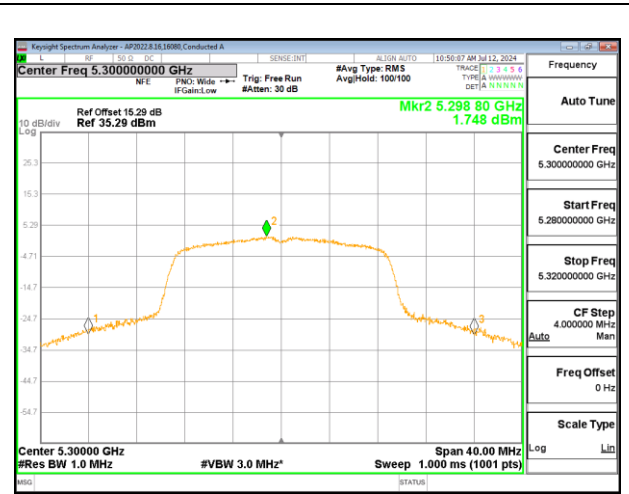 Keysight Spectrum Analyzer - AP2022.8.16,16080, Conducted A
L RF 50 Ω DC SENSE:INT ALIGN AUTO 10:50:07 AM Jul 12, 2024
Center Freq 5.300000000 GHz
NFE
PNO: Wide
IFGain:Low
Trig: Free Run
#Atten: 30 dB
#Avg Type: RMS
Avg|Hold: 100/100
TRACE 1 2 3 4 5 6
TYPE A WWWWW
DET A N N N N N
Mkr2 5.298 80 GHz
1.748 dBm
Ref Offset 15.29 dB
10 dB/div Ref 35.29 dBm
Log
25.3
15.3
5.29
-4.71
-14.7
-24.7
-34.7
-44.7
-54.7
1
2
3
Center 5.30000 GHz Span 40.00 MHz
#Res BW 1.0 MHz #VBW 3.0 MHz* Sweep 1.000 ms (1001 pts)
MSG STATUS
Frequency
Auto Tune
Center Freq
5.300000000 GHz
Start Freq
5.280000000 GHz
Stop Freq
5.320000000 GHz
CF Step
4.000000 MHz
Auto Man
Freq Offset
0 Hz
Scale Type
Log Lin